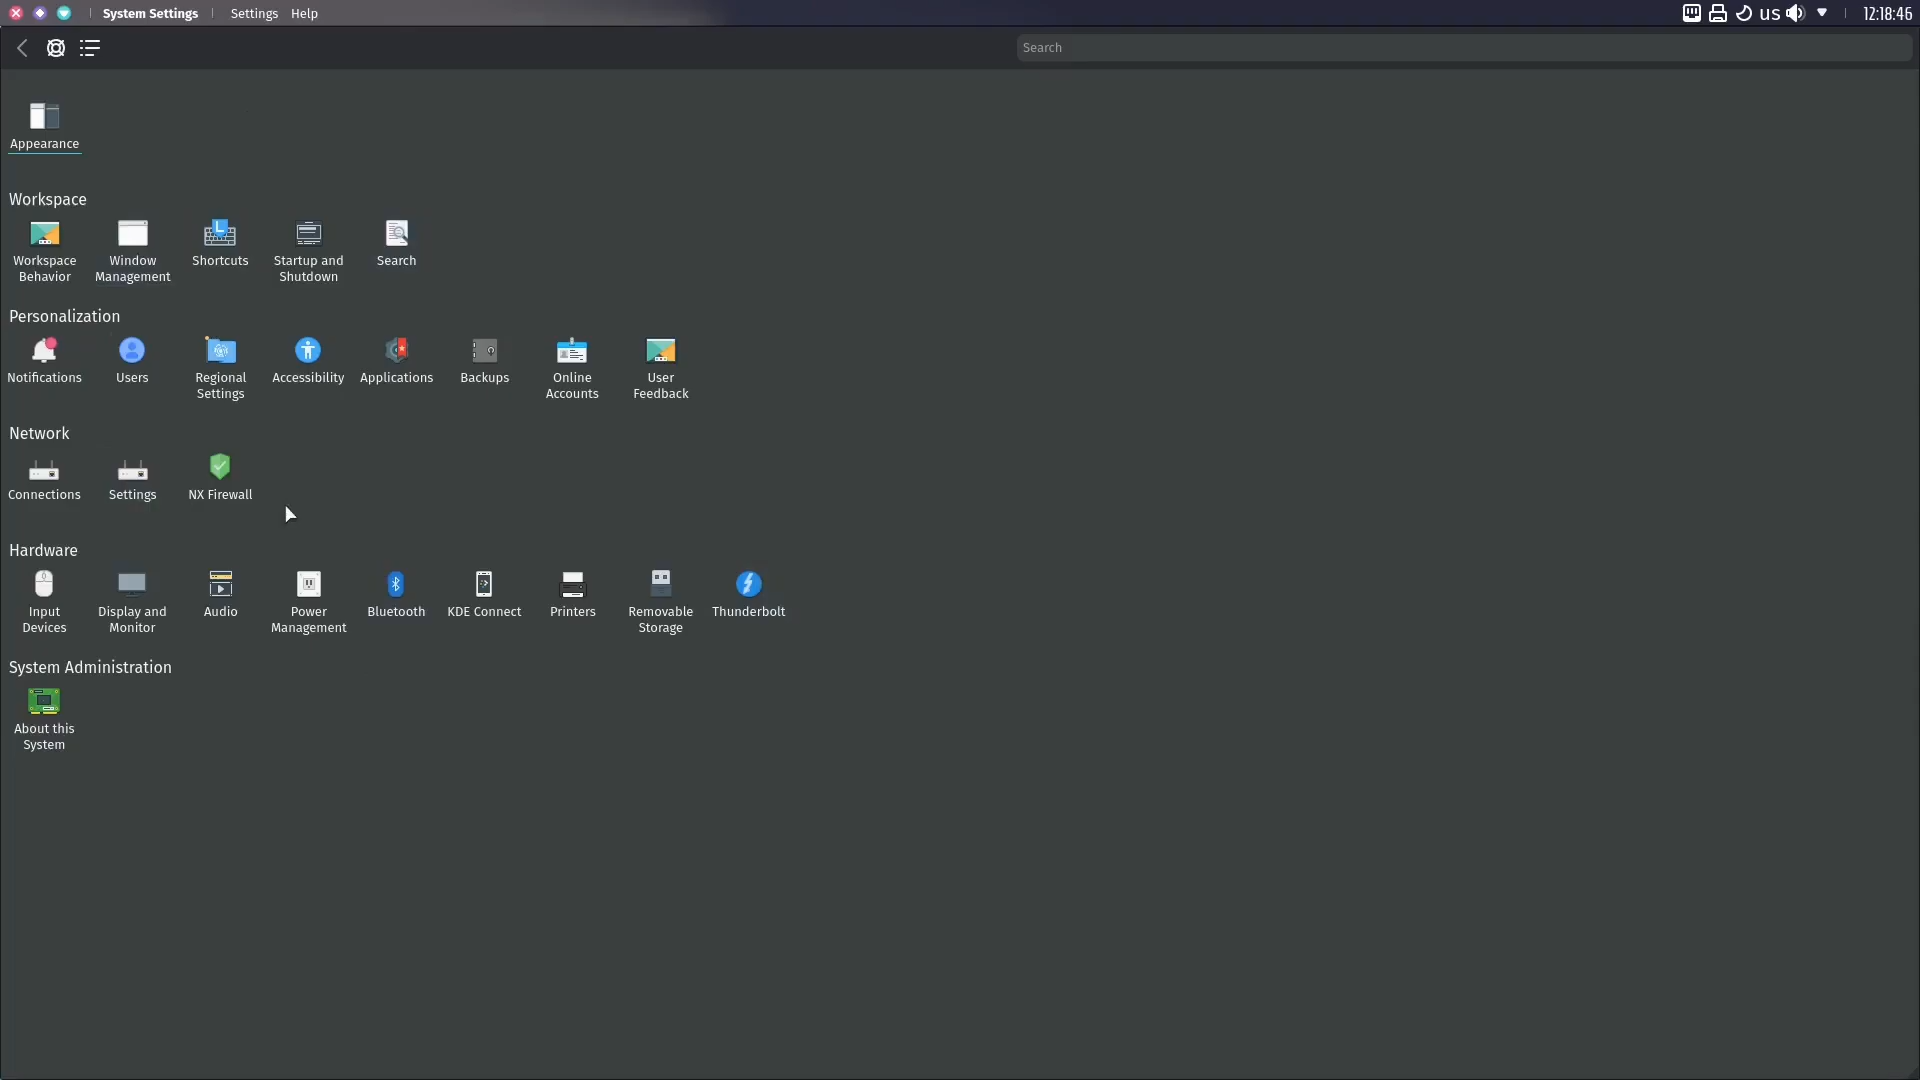 System Settings
Settings
Help
us
12:18:46
Search
Appearance
Workspace
Workspace
Behavior
Window
Management
Shortcuts
Startup and
Shutdown
Search
Personalization
Notifications
Users
Regional
Settings
Accessibility
Applications
Backups
Online
Accounts
User
Feedback
Network
Connections
Settings
NX Firewall
Hardware
Input
Devices
Display and
Monitor
Audio
Power
Management
Bluetooth
KDE Connect
Printers
Removable
Storage
Thunderbolt
System Administration
About this
System